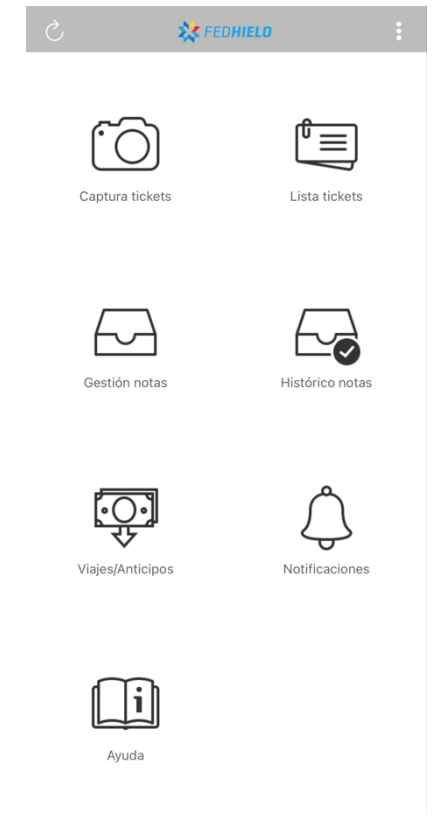 FEDHIELO
Captura tickets
Lista tickets
Gestión notas
Histórico notas
Viajes/Anticipos
Notificaciones
i
Ayuda